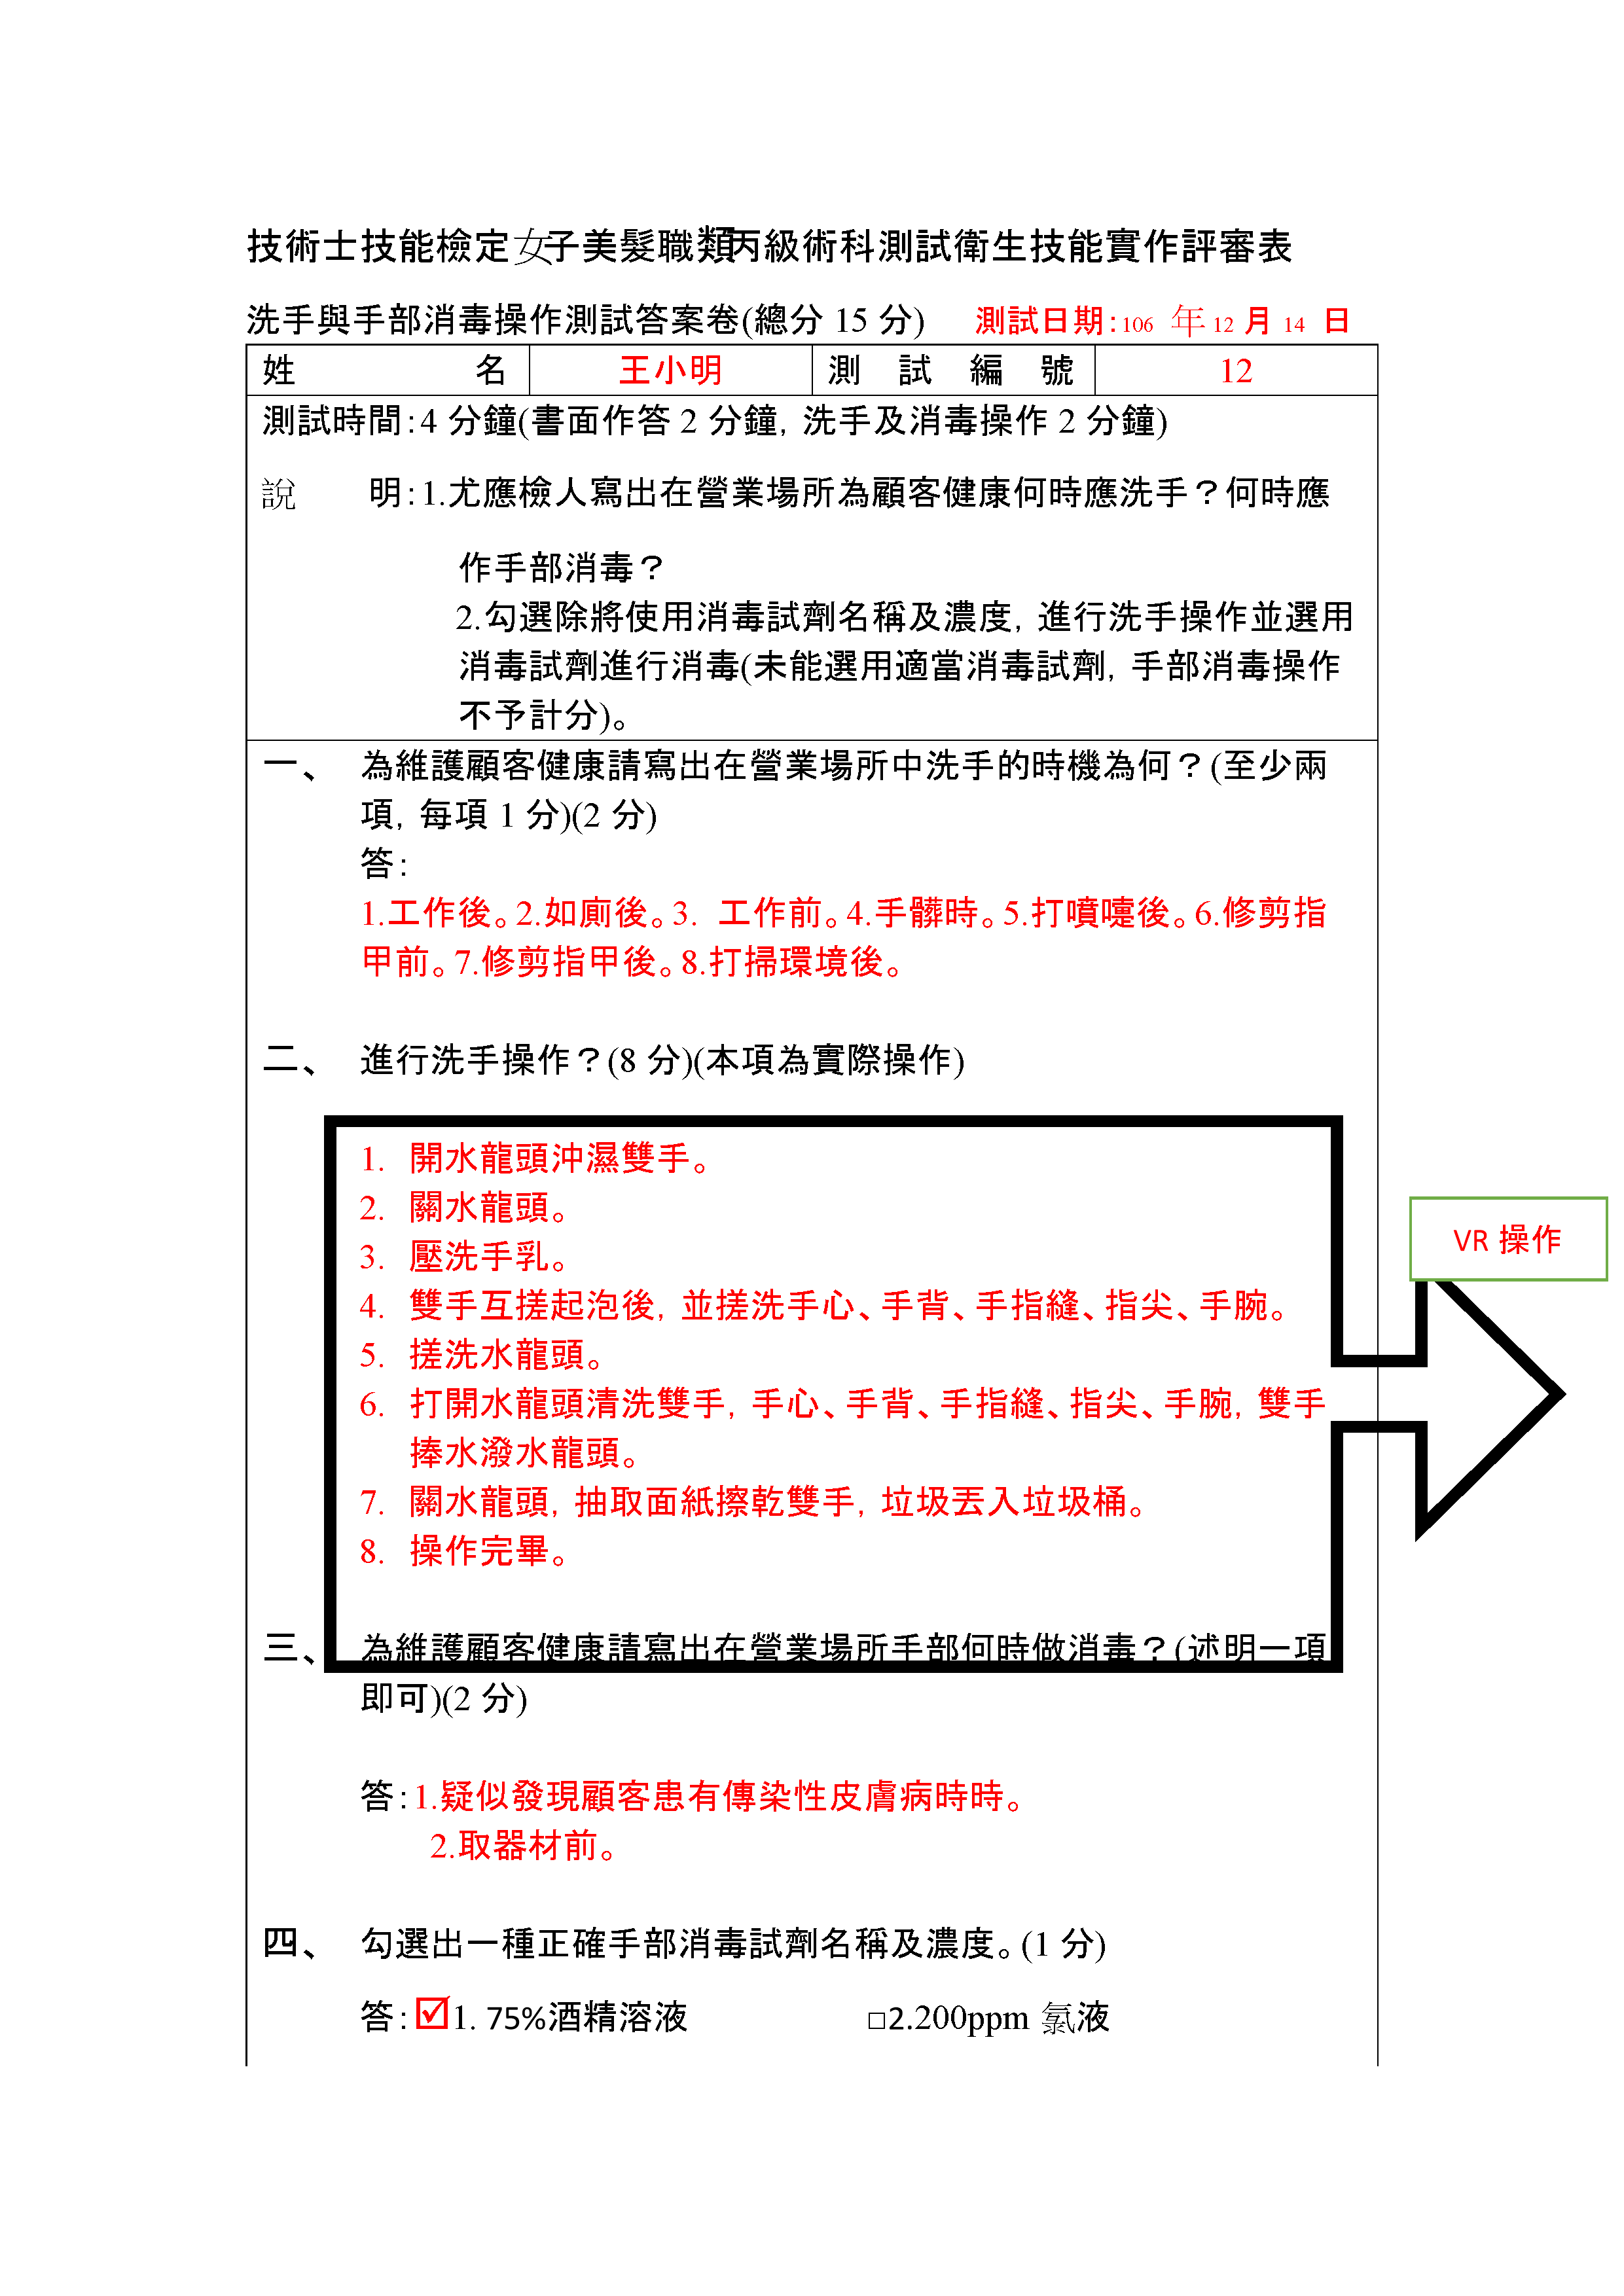 技術士技能檢定女子美髮職類丙級術科測試衛生技能實作評審表
洗手與手部消毒操作測試答案卷(總分 15 分) 測試日期:106 年 12 月 14 日
姓 名 王小明 測 試 編 號 12
測試時間:4 分鐘(書面作答 2 分鐘, 洗手及消毒操作 2 分鐘)
說 明:1.尤應檢人寫出在營業場所為顧客健康何時應洗手？何時應
作手部消毒？
2.勾選除將使用消毒試劑名稱及濃度, 進行洗手操作並選用
消毒試劑進行消毒(未能選用適當消毒試劑, 手部消毒操作
不予計分)。
一、 為維護顧客健康請寫出在營業場所中洗手的時機為何？(至少兩
項, 每項 1 分)(2 分)
答:
1.工作後。2.如廁後。3. 工作前。4.手髒時。5.打噴嚏後。6.修剪指
甲前。7.修剪指甲後。8.打掃環境後。
二、 進行洗手操作？(8 分)(本項為實際操作)
1. 開水龍頭沖濕雙手。
2. 關水龍頭。
3. 壓洗手乳。
4. 雙手互搓起泡後, 並搓洗手心、手背、手指縫、指尖、手腕。
5. 搓洗水龍頭。
6. 打開水龍頭清洗雙手, 手心、手背、手指縫、指尖、手腕, 雙手
捧水潑水龍頭。
7. 關水龍頭, 抽取面紙擦乾雙手, 垃圾丟入垃圾桶。
8. 操作完畢。
VR 操作
三、 為維護顧客健康請寫出在營業場所手部何時做消毒？(述明一項
即可)(2 分)
答:1.疑似發現顧客患有傳染性皮膚病時時。
2.取器材前。
四、 勾選出一種正確手部消毒試劑名稱及濃度。(1 分)
答:☑1. 75%酒精溶液 □2.200ppm 氯液